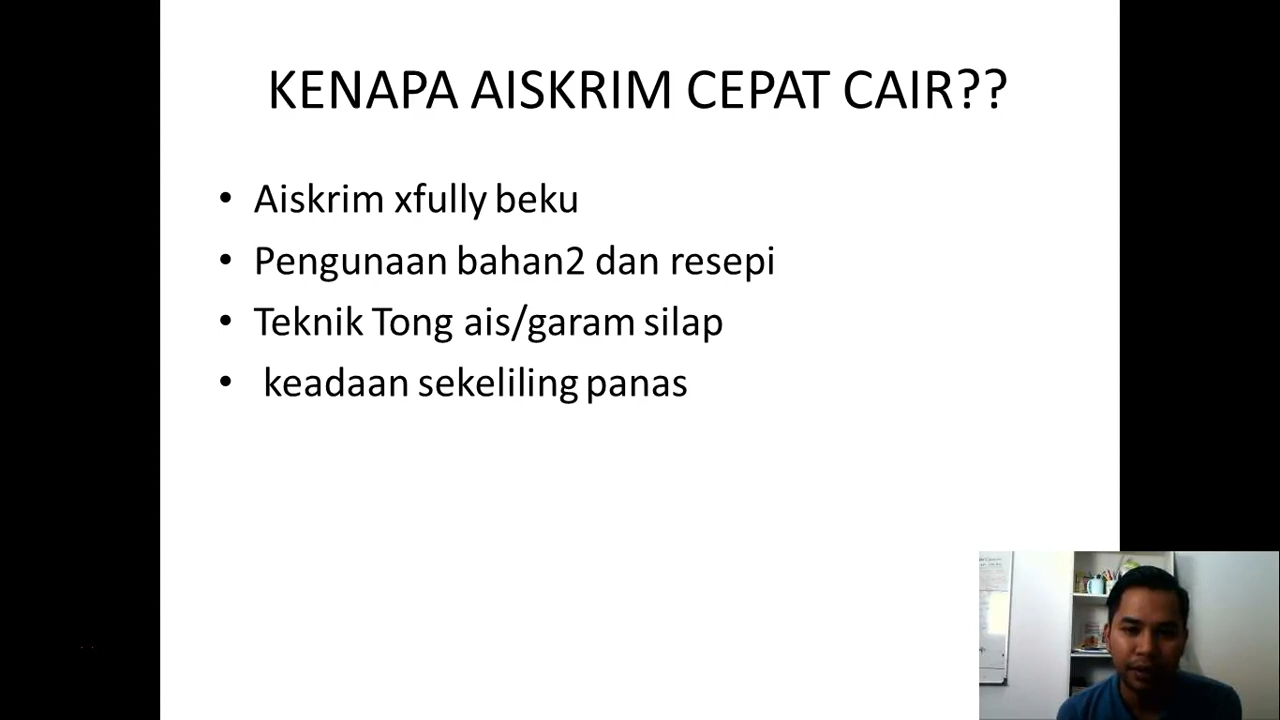 KENAPA AISKRIM CEPAT CAIR??
• Aiskrim xfully beku
• Pengunaan bahan2 dan resepi
• Teknik Tong ais/garam silap
• keadaan sekeliling panas